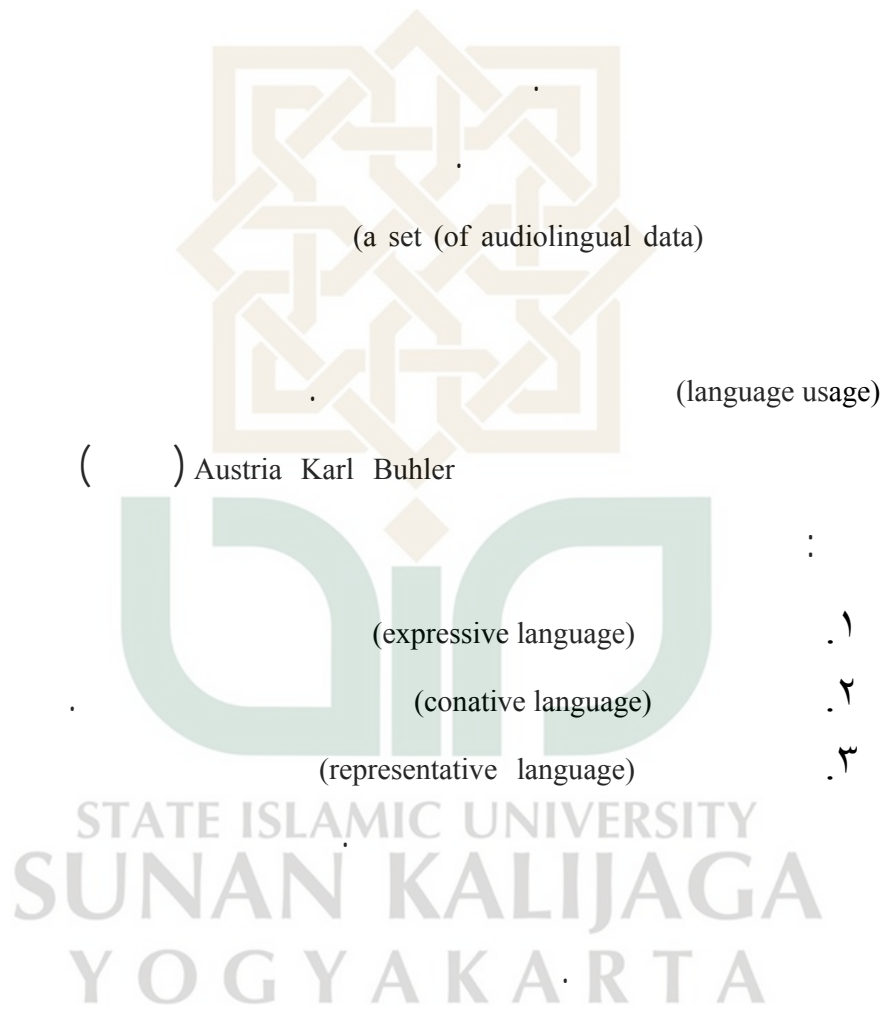 .
.
(a set (of audiolingual data)
(language usage) .
Austria Karl Buhler ( )
:
١. (expressive language)
٢. (conative language) .
٣. (representative language)
.
.
STATE ISLAMIC UNIVERSITY
SUNAN KALIJAGA
YOGYAKARTA